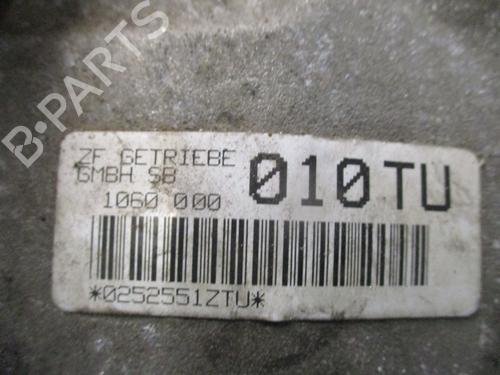 B-PARTS
ZF GETRIEBE
GMBH SB
010TU
1060 000
*0252551ZTU*